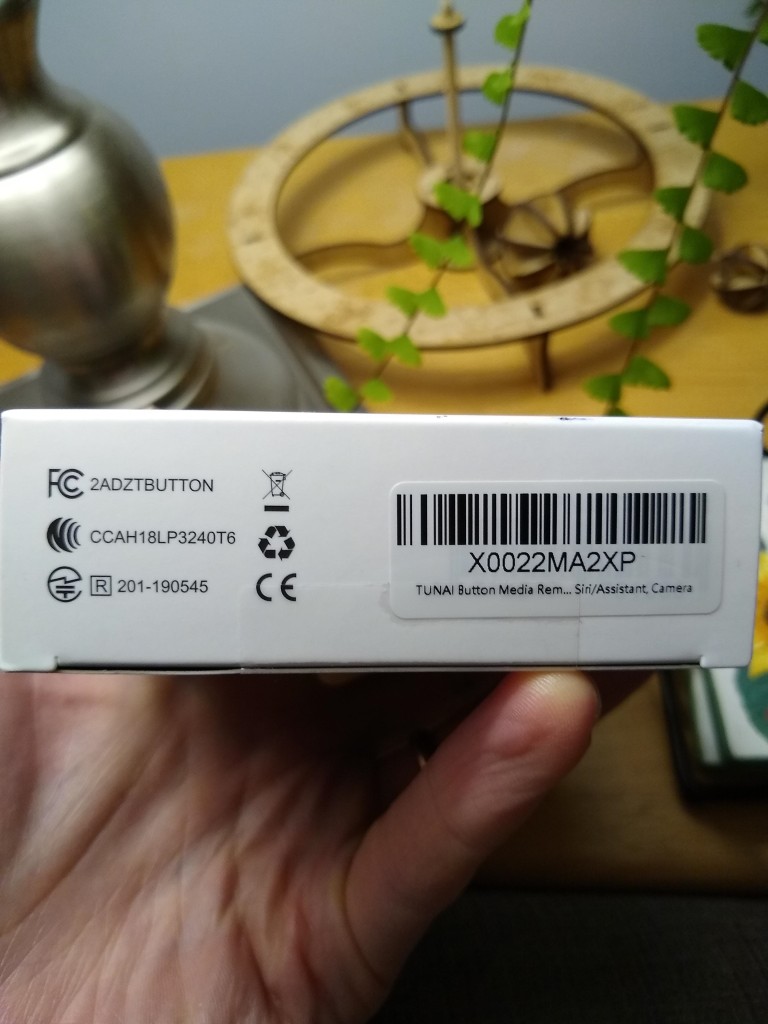 FC 2ADZTBUTTON
CCAH18LP3240T6
R 201-190545
CE
X0022MA2XP
TUNAI Button Media Rem... Siri/Assistant, Camera